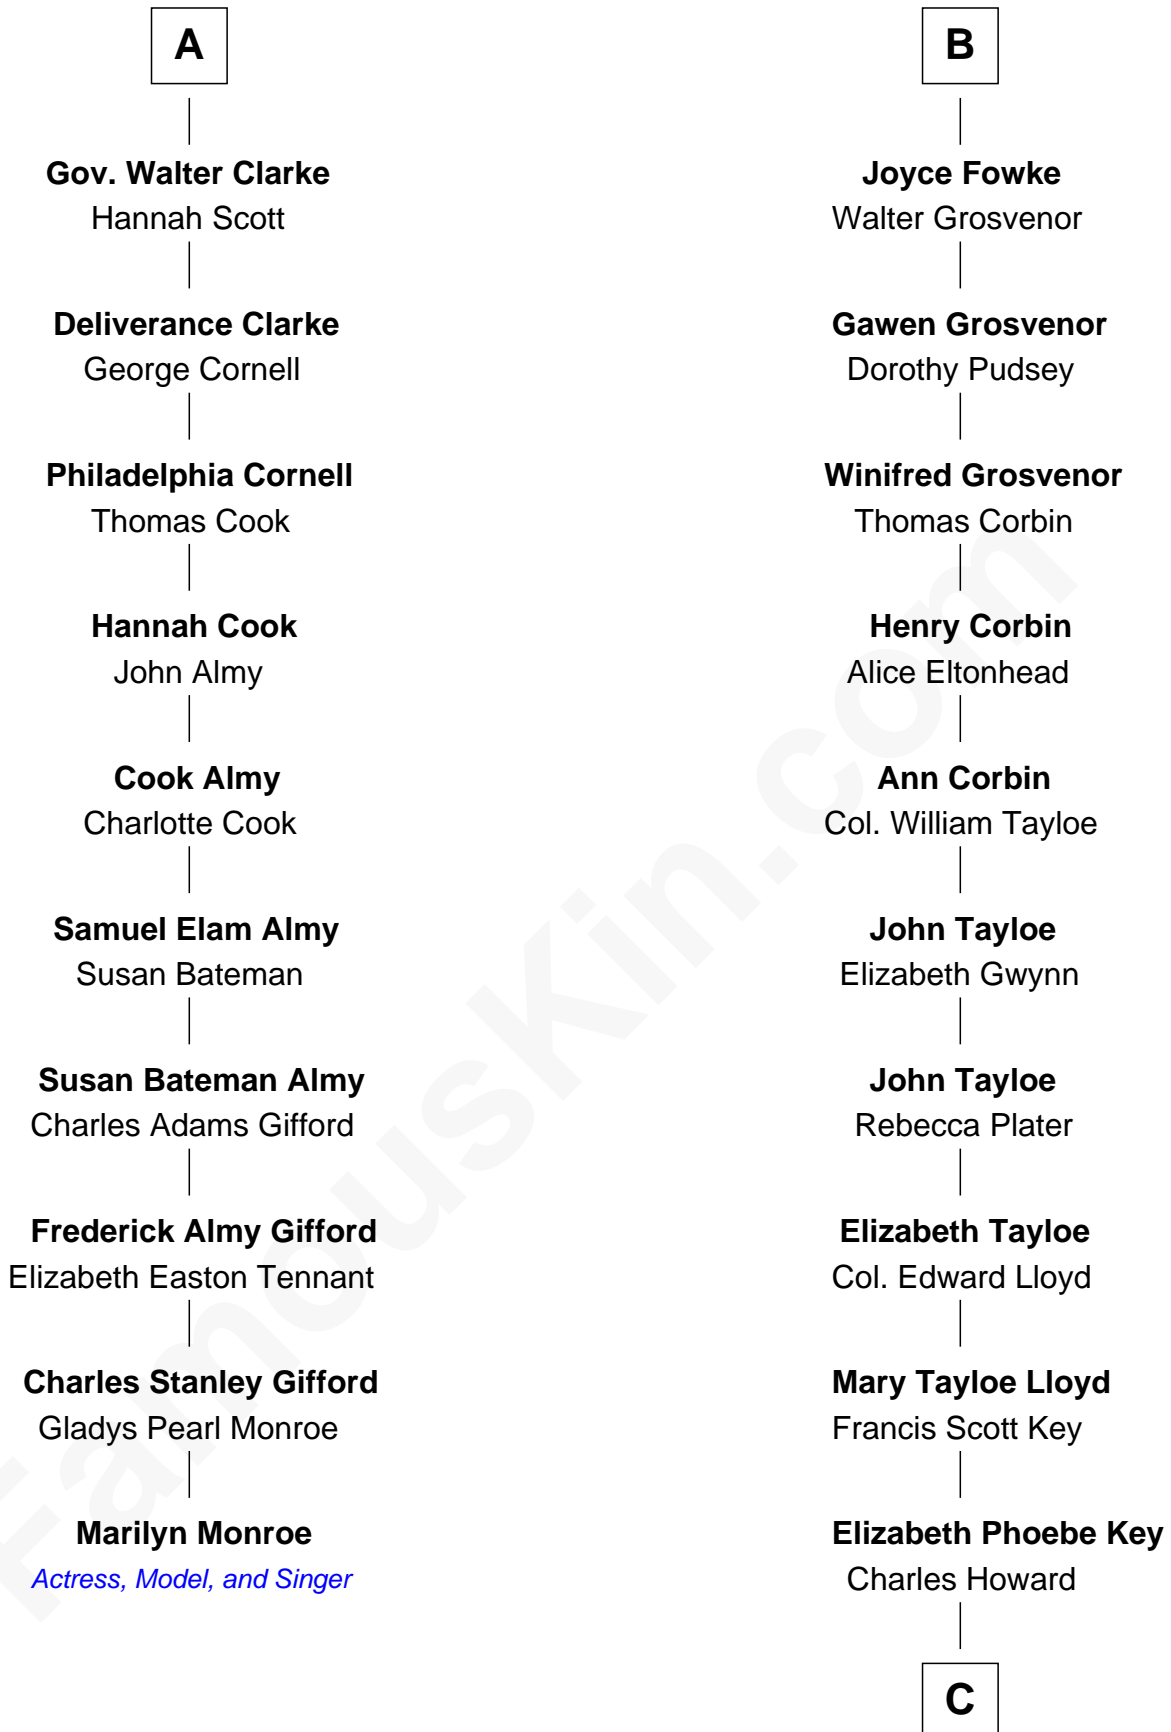 A
Gov. Walter Clarke
Hannah Scott
Deliverance Clarke
George Cornell
Philadelphia Cornell
Thomas Cook
Hannah Cook
John Almy
Cook Almy
Charlotte Cook
Samuel Elam Almy
Susan Bateman
Susan Bateman Almy
Charles Adams Gifford
Frederick Almy Gifford
Elizabeth Easton Tennant
Charles Stanley Gifford
Gladys Pearl Monroe
Marilyn Monroe
Actress, Model, and Singer
B
Joyce Fowke
Walter Grosvenor
Gawen Grosvenor
Dorothy Pudsey
Winifred Grosvenor
Thomas Corbin
Henry Corbin
Alice Eltonhead
Ann Corbin
Col. William Tayloe
John Tayloe
Elizabeth Gwynn
John Tayloe
Rebecca Plater
Elizabeth Tayloe
Col. Edward Lloyd
Mary Tayloe Lloyd
Francis Scott Key
Elizabeth Phoebe Key
Charles Howard
C
FamousKin.com